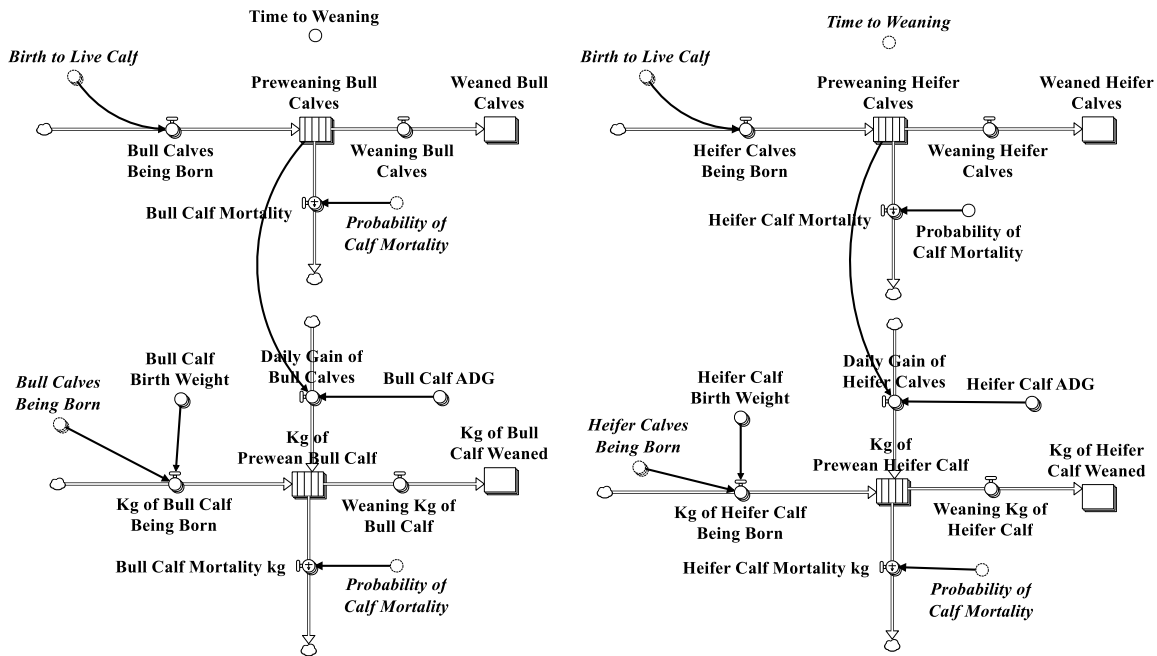 Time to Weaning
Birth to Live Calf
Preweaning Bull
Calves
Weaned Bull
Calves
Bull Calves
Being Born
Weaning Bull
Calves
Bull Calf Mortality
Probability of
Calf Mortality
Bull Calf
Birth Weight
Daily Gain of
Bull Calves
Bull Calves
Being Born
Bull Calf ADG
Kg of
Prewean Bull Calf
Kg of Bull
Calf Weaned
Kg of Bull Calf
Being Born
Weaning Kg of
Bull Calf
Bull Calf Mortality kg
Probability of
Calf Mortality
Time to Weaning
Birth to Live Calf
Preweaning Heifer
Calves
Weaned Heifer
Calves
Heifer Calves
Being Born
Weaning Heifer
Calves
Heifer Calf Mortality
Probability of
Calf Mortality
Daily Gain of
Heifer Calves
Heifer Calf
Birth Weight
Heifer Calf ADG
Heifer Calves
Being Born
Kg of
Prewean Heifer Calf
Kg of Heifer
Calf Weaned
Kg of Heifer Calf
Being Born
Weaning Kg of
Heifer Calf
Heifer Calf Mortality kg
Probability of
Calf Mortality